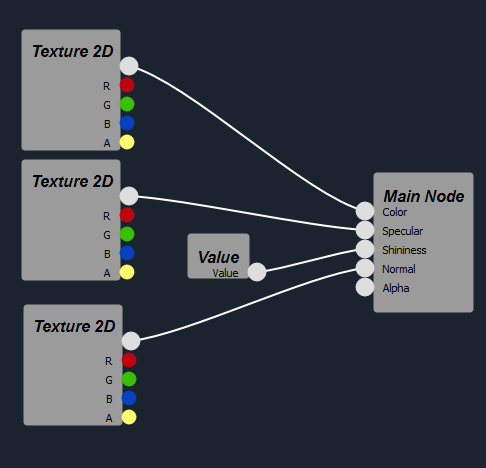 Texture 2D
R
G
B
A
Texture 2D
R
G
B
A
Value
Value
Texture 2D
R
G
B
A
Main Node
Color
Specular
Shininess
Normal
Alpha